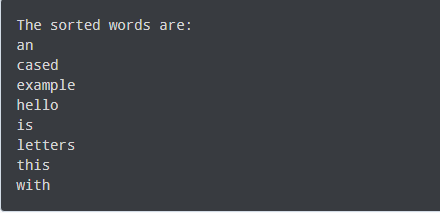 The sorted words are:
an
cased
example
hello
is
letters
this
with